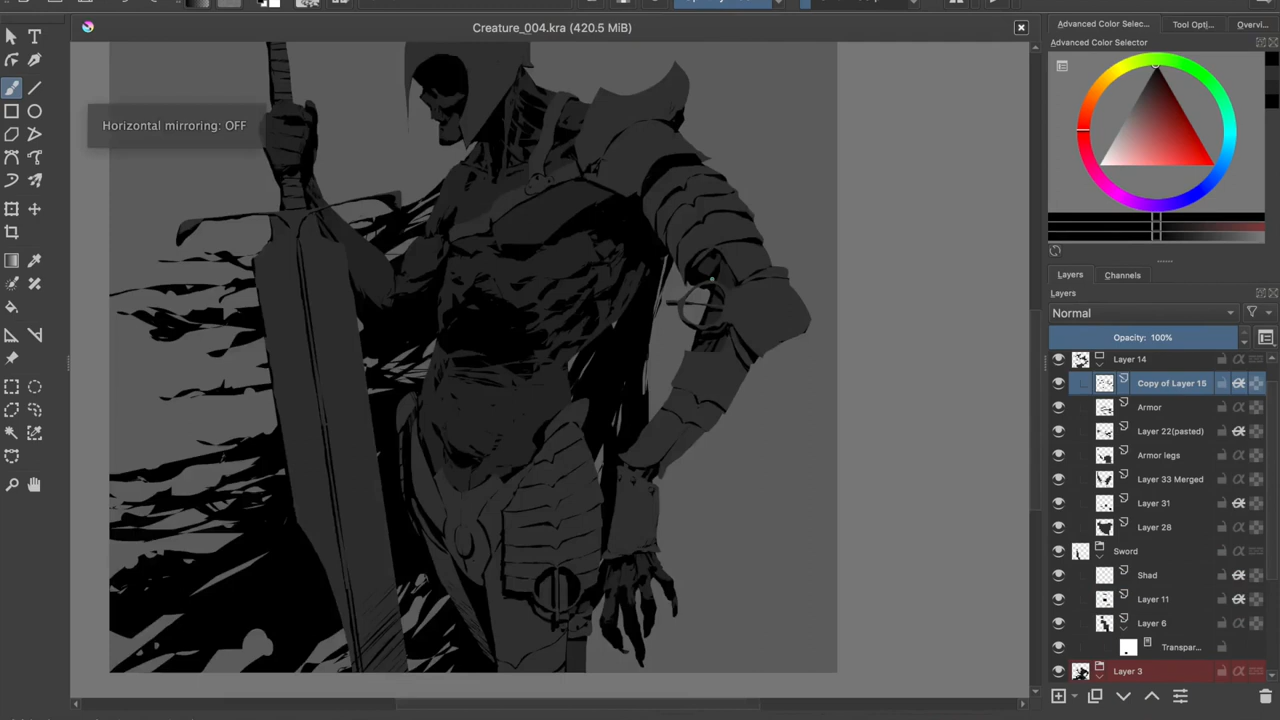 Creature_004.kra (420.5 MiB)
Advanced Color Selec...
Tool Opti...
Overvi...
Advanced Color Selector
Horizontal mirroring: OFF
Layers
Channels
Layers
Normal
Opacity: 100%
Layer 14
Copy of Layer 15
Armor
Layer 22(pasted)
Armor legs
Layer 33 Merged
Layer 31
Layer 28
Sword
Shad
Layer 11
Layer 6
Transpar...
Layer 3